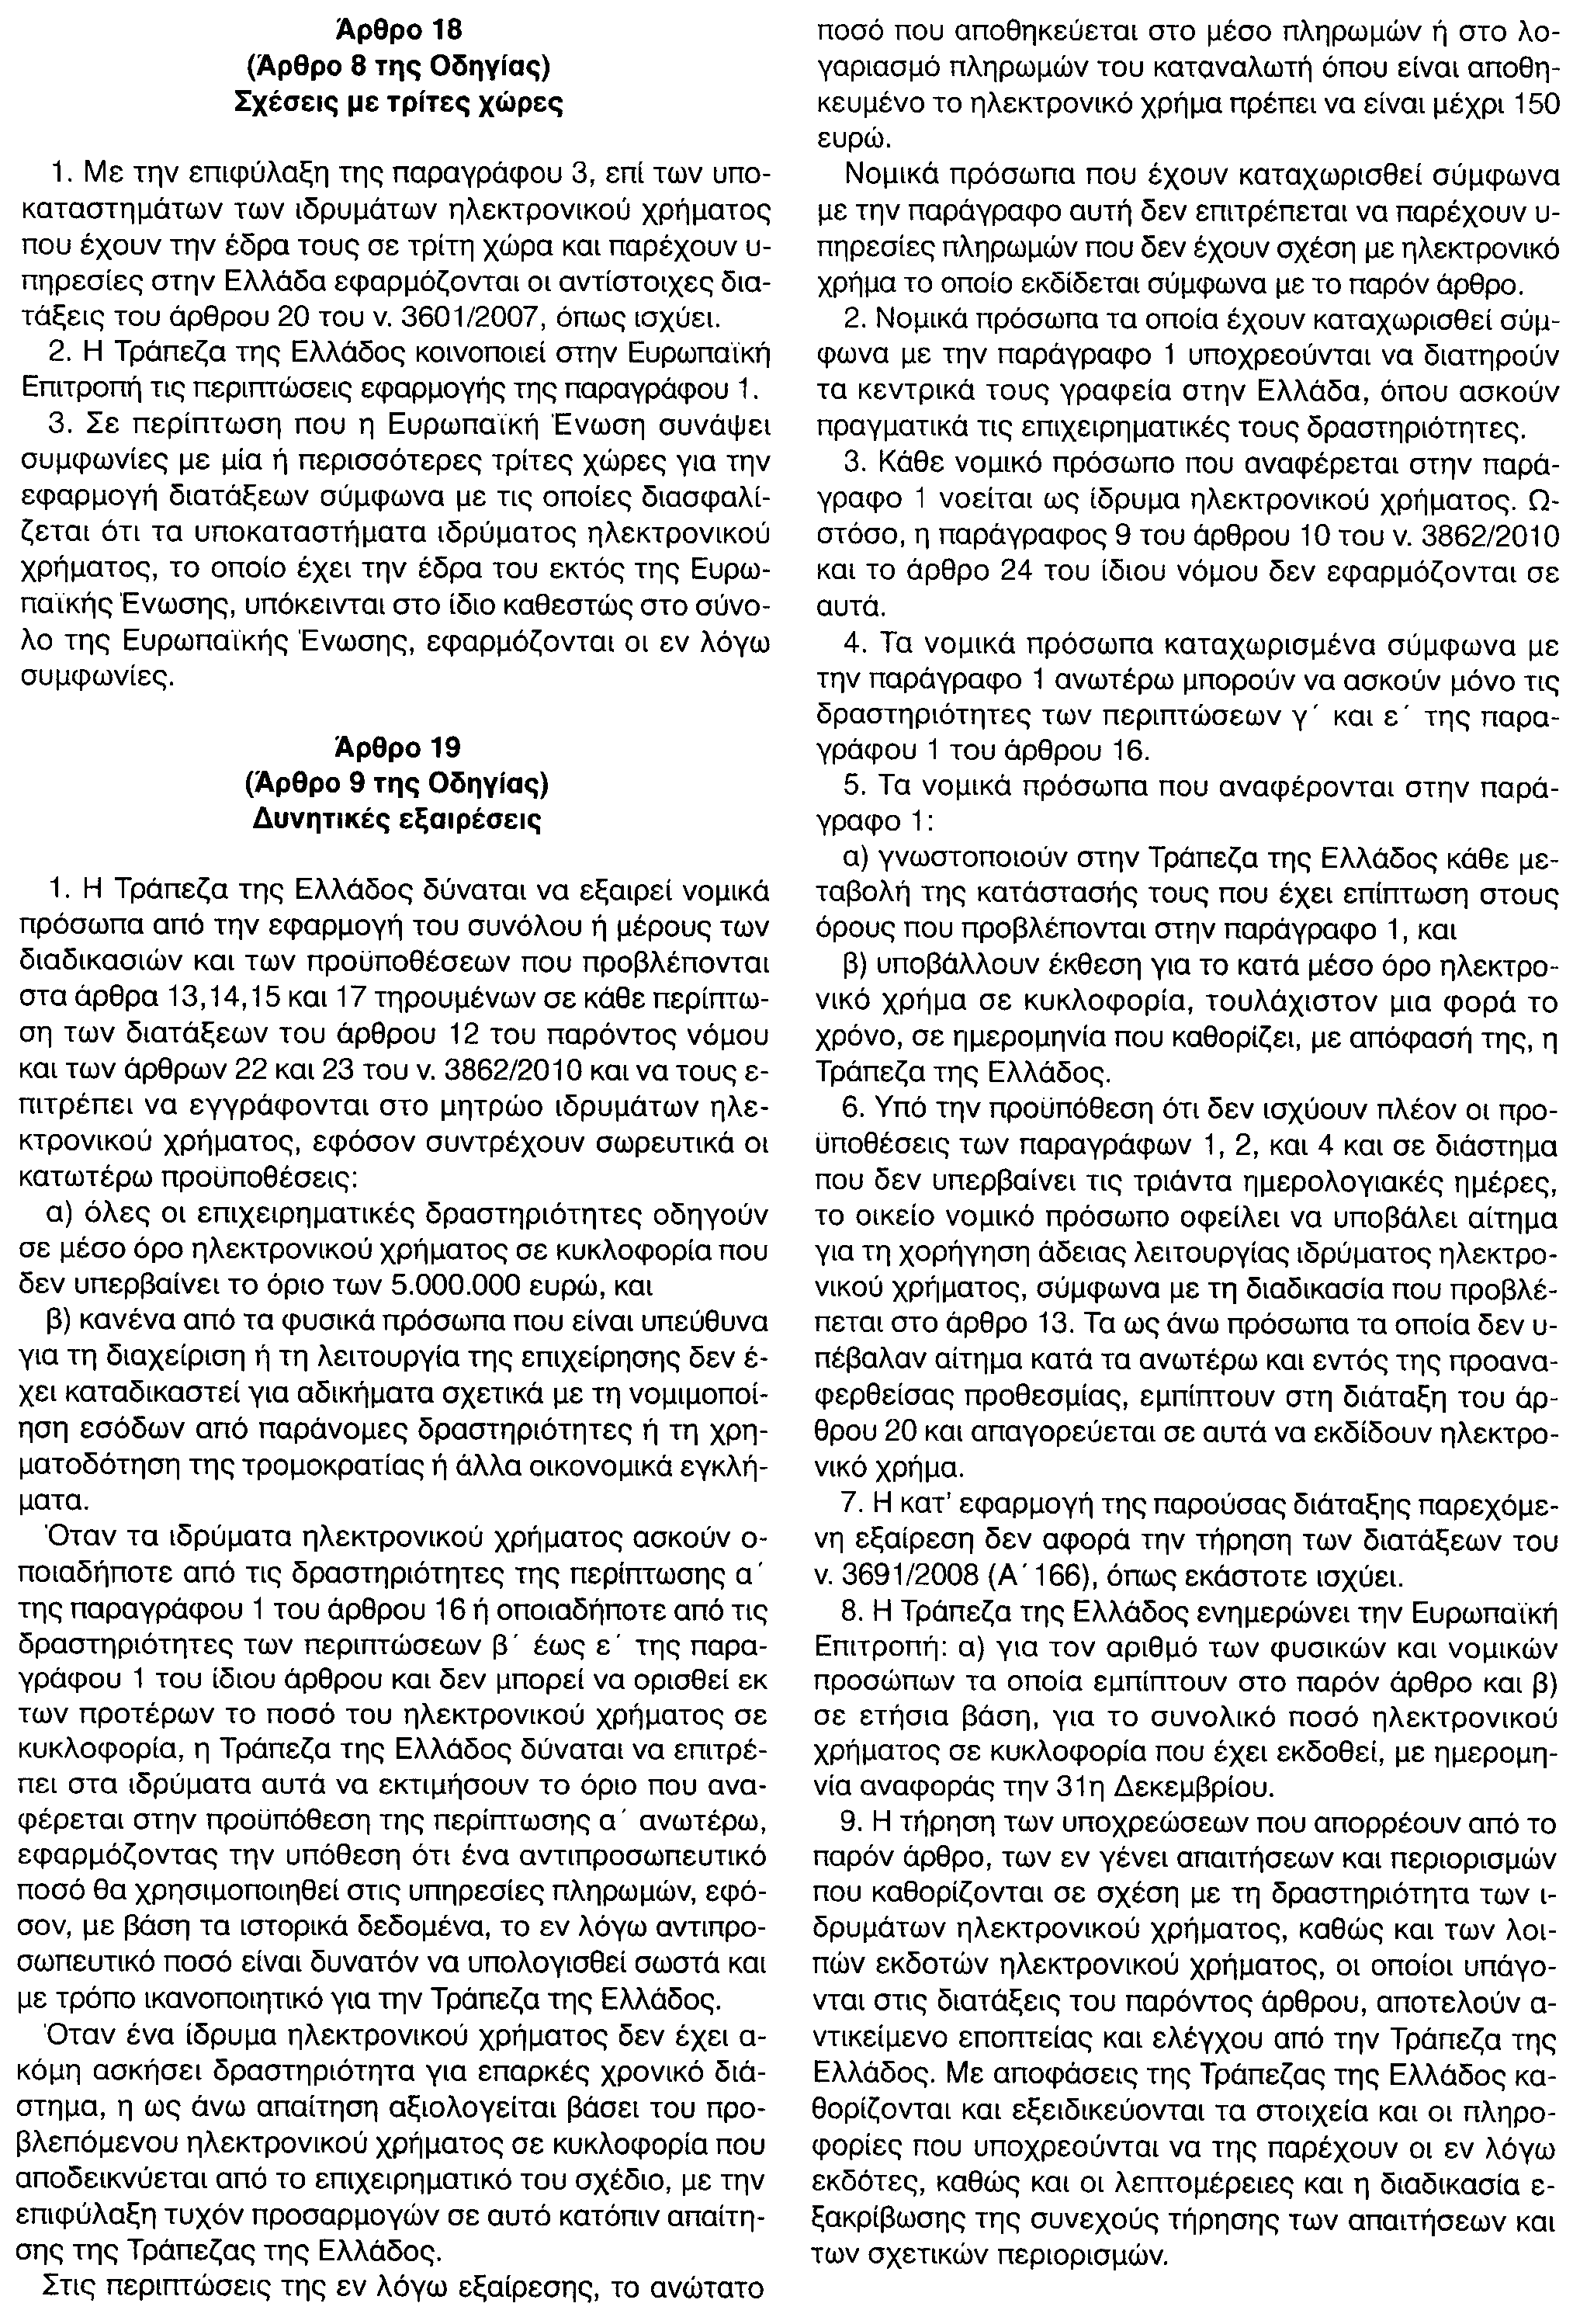 Άρθρο 18
(Άρθρο 8 της Οδηγίας)
Σχέσεις με τρίτες χώρες
1. Με την επιφύλαξη της παραγράφου 3, επί των υπο-
καταστημάτων των ιδρυμάτων ηλεκτρονικού χρήματος
που έχουν την έδρα τους σε τρίτη χώρα και παρέχουν υ-
πηρεσίες στην Ελλάδα εφαρμόζονται οι αντίστοιχες δια-
τάξεις του άρθρου 20 του ν. 3601/2007, όπως ισχύει.
2. Η Τράπεζα της Ελλάδος κοινοποιεί στην Ευρωπαϊκή
Επιτροπή τις περιπτώσεις εφαρμογής της παραγράφου 1.
3. Σε περίπτωση που η Ευρωπαϊκή Ένωση συνάψει
συμφωνίες με μία ή περισσότερες τρίτες χώρες για την
εφαρμογή διατάξεων σύμφωνα με τις οποίες διασφαλί-
ζεται ότι τα υποκαταστήματα ιδρύματος ηλεκτρονικού
χρήματος, το οποίο έχει την έδρα του εκτός της Ευρω-
παϊκής Ένωσης, υπόκεινται στο ίδιο καθεστώς στο σύνο-
λο της Ευρωπαϊκής Ένωσης, εφαρμόζονται οι εν λόγω
συμφωνίες.
Άρθρο 19
(Άρθρο 9 της Οδηγίας)
Δυνητικές εξαιρέσεις
1. Η Τράπεζα της Ελλάδος δύναται να εξαιρεί νομικά
πρόσωπα από την εφαρμογή του συνόλου ή μέρους των
διαδικασιών και των προϋποθέσεων που προβλέπονται
στα άρθρα 13,14,15 και 17 τηρουμένων σε κάθε περίπτω-
ση των διατάξεων του άρθρου 12 του παρόντος νόμου
και των άρθρων 22 και 23 του ν. 3862/2010 και να τους ε-
πιτρέπει να εγγράφονται στο μητρώο ιδρυμάτων ηλε-
κτρονικού χρήματος, εφόσον συντρέχουν σωρευτικά οι
κατωτέρω προϋποθέσεις:
α) όλες οι επιχειρηματικές δραστηριότητες οδηγούν
σε μέσο όρο ηλεκτρονικού χρήματος σε κυκλοφορία που
δεν υπερβαίνει το όριο των 5.000.000 ευρώ, και
β) κανένα από τα φυσικά πρόσωπα που είναι υπεύθυνα
για τη διαχείριση ή τη λειτουργία της επιχείρησης δεν έ-
χει καταδικαστεί για αδικήματα σχετικά με τη νομιμοποί-
ηση εσόδων από παράνομες δραστηριότητες ή τη χρη-
ματοδότηση της τρομοκρατίας ή άλλα οικονομικά εγκλή-
ματα.
Όταν τα ιδρύματα ηλεκτρονικού χρήματος ασκούν ο-
ποιαδήποτε από τις δραστηριότητες της περίπτωσης α΄
της παραγράφου 1 του άρθρου 16 ή οποιαδήποτε από τις
δραστηριότητες των περιπτώσεων β΄ έως ε΄ της παρα-
γράφου 1 του ίδιου άρθρου και δεν μπορεί να ορισθεί εκ
των προτέρων το ποσό του ηλεκτρονικού χρήματος σε
κυκλοφορία, η Τράπεζα της Ελλάδος δύναται να επιτρέ-
πει στα ιδρύματα αυτά να εκτιμήσουν το όριο που ανα-
φέρεται στην προϋπόθεση της περίπτωσης α΄ ανωτέρω,
εφαρμόζοντας την υπόθεση ότι ένα αντιπροσωπευτικό
ποσό θα χρησιμοποιηθεί στις υπηρεσίες πληρωμών, εφό-
σον, με βάση τα ιστορικά δεδομένα, το εν λόγω αντιπρο-
σωπευτικό ποσό είναι δυνατόν να υπολογισθεί σωστά και
με τρόπο ικανοποιητικό για την Τράπεζα της Ελλάδος.
Όταν ένα ίδρυμα ηλεκτρονικού χρήματος δεν έχει α-
κόμη ασκήσει δραστηριότητα για επαρκές χρονικό διά-
στημα, η ως άνω απαίτηση αξιολογείται βάσει του προ-
βλεπόμενου ηλεκτρονικού χρήματος σε κυκλοφορία που
αποδεικνύεται από το επιχειρηματικό του σχέδιο, με την
επιφύλαξη τυχόν προσαρμογών σε αυτό κατόπιν απαίτη-
σης της Τράπεζας της Ελλάδος.
Στις περιπτώσεις της εν λόγω εξαίρεσης, το ανώτατο
ποσό που αποθηκεύεται στο μέσο πληρωμών ή στο λο-
γαριασμό πληρωμών του καταναλωτή όπου είναι αποθη-
κευμένο το ηλεκτρονικό χρήμα πρέπει να είναι μέχρι 150
ευρώ.
Νομικά πρόσωπα που έχουν καταχωρισθεί σύμφωνα
με την παράγραφο αυτή δεν επιτρέπεται να παρέχουν υ-
πηρεσίες πληρωμών που δεν έχουν σχέση με ηλεκτρονικό
χρήμα το οποίο εκδίδεται σύμφωνα με το παρόν άρθρο.
2. Νομικά πρόσωπα τα οποία έχουν καταχωρισθεί σύμ-
φωνα με την παράγραφο 1 υποχρεούνται να διατηρούν
τα κεντρικά τους γραφεία στην Ελλάδα, όπου ασκούν
πραγματικά τις επιχειρηματικές τους δραστηριότητες.
3. Κάθε νομικό πρόσωπο που αναφέρεται στην παρά-
γραφο 1 νοείται ως ίδρυμα ηλεκτρονικού χρήματος. Ω-
στόσο, η παράγραφος 9 του άρθρου 10 του ν. 3862/2010
και το άρθρο 24 του ίδιου νόμου δεν εφαρμόζονται σε
αυτά.
4. Τα νομικά πρόσωπα καταχωρισμένα σύμφωνα με
την παράγραφο 1 ανωτέρω μπορούν να ασκούν μόνο τις
δραστηριότητες των περιπτώσεων γ΄ και ε΄ της παρα-
γράφου 1 του άρθρου 16.
5. Τα νομικά πρόσωπα που αναφέρονται στην παρά-
γραφο 1:
α) γνωστοποιούν στην Τράπεζα της Ελλάδος κάθε με-
ταβολή της κατάστασής τους που έχει επίπτωση στους
όρους που προβλέπονται στην παράγραφο 1, και
β) υποβάλλουν έκθεση για το κατά μέσο όρο ηλεκτρο-
νικό χρήμα σε κυκλοφορία, τουλάχιστον μια φορά το
χρόνο, σε ημερομηνία που καθορίζει, με απόφασή της, η
Τράπεζα της Ελλάδος.
6. Υπό την προϋπόθεση ότι δεν ισχύουν πλέον οι προ-
ϋποθέσεις των παραγράφων 1, 2, και 4 και σε διάστημα
που δεν υπερβαίνει τις τριάντα ημερολογιακές ημέρες,
το οικείο νομικό πρόσωπο οφείλει να υποβάλει αίτημα
για τη χορήγηση άδειας λειτουργίας ιδρύματος ηλεκτρο-
νικού χρήματος, σύμφωνα με τη διαδικασία που προβλέ-
πεται στο άρθρο 13. Τα ως άνω πρόσωπα τα οποία δεν υ-
πέβαλαν αίτημα κατά τα ανωτέρω και εντός της προανα-
φερθείσας προθεσμίας, εμπίπτουν στη διάταξη του άρ-
θρου 20 και απαγορεύεται σε αυτά να εκδίδουν ηλεκτρο-
νικό χρήμα.
7. Η κατ' εφαρμογή της παρούσας διάταξης παρεχόμε-
νη εξαίρεση δεν αφορά την τήρηση των διατάξεων του
ν. 3691/2008 (Α΄166), όπως εκάστοτε ισχύει.
8. Η Τράπεζα της Ελλάδος ενημερώνει την Ευρωπαϊκή
Επιτροπή: α) για τον αριθμό των φυσικών και νομικών
προσώπων τα οποία εμπίπτουν στο παρόν άρθρο και β)
σε ετήσια βάση, για το συνολικό ποσό ηλεκτρονικού
χρήματος σε κυκλοφορία που έχει εκδοθεί, με ημερομη-
νία αναφοράς την 31η Δεκεμβρίου.
9. Η τήρηση των υποχρεώσεων που απορρέουν από το
παρόν άρθρο, των εν γένει απαιτήσεων και περιορισμών
που καθορίζονται σε σχέση με τη δραστηριότητα των ι-
δρυμάτων ηλεκτρονικού χρήματος, καθώς και των λοι-
πών εκδοτών ηλεκτρονικού χρήματος, οι οποίοι υπάγο-
νται στις διατάξεις του παρόντος άρθρου, αποτελούν α-
ντικείμενο εποπτείας και ελέγχου από την Τράπεζα της
Ελλάδος. Με αποφάσεις της Τράπεζας της Ελλάδος κα-
θορίζονται και εξειδικεύονται τα στοιχεία και οι πληρο-
φορίες που υποχρεούνται να της παρέχουν οι εν λόγω
εκδότες, καθώς και οι λεπτομέρειες και η διαδικασία ε-
ξακρίβωσης της συνεχούς τήρησης των απαιτήσεων και
των σχετικών περιορισμών.